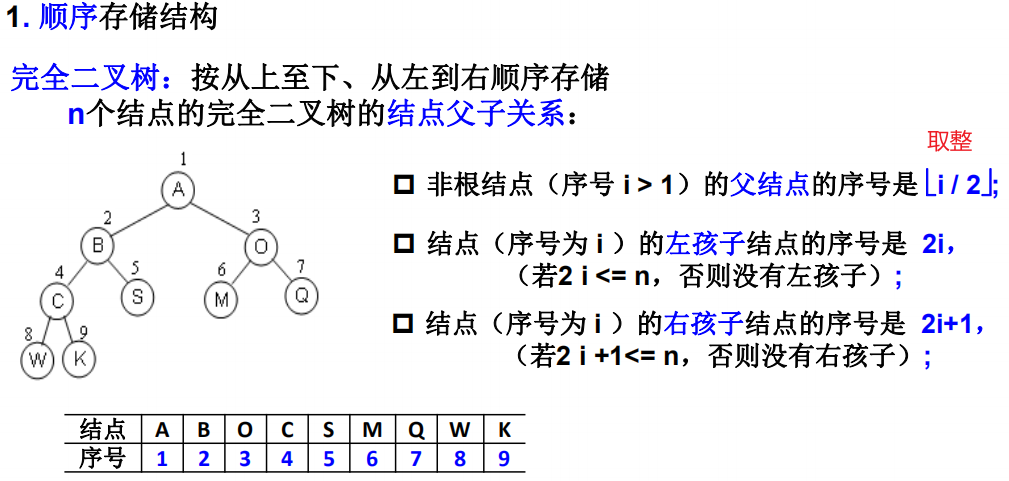 1. 顺序存储结构
完全二叉树：按从上至下、从左到右顺序存储
n个结点的完全二叉树的结点父子关系：
取整
非根结点（序号 i > 1）的父结点的序号是⌊i / 2⌋;
结点（序号为 i ）的左孩子结点的序号是 2i，
（若2 i <= n，否则没有左孩子）;
结点（序号为 i ）的右孩子结点的序号是 2i+1，
（若2 i +1<= n，否则没有右孩子）;
1
A
2 3
B O
4 5 6 7
C S M Q
8 9
W K
结点 A B O C S M Q W K
序号 1 2 3 4 5 6 7 8 9